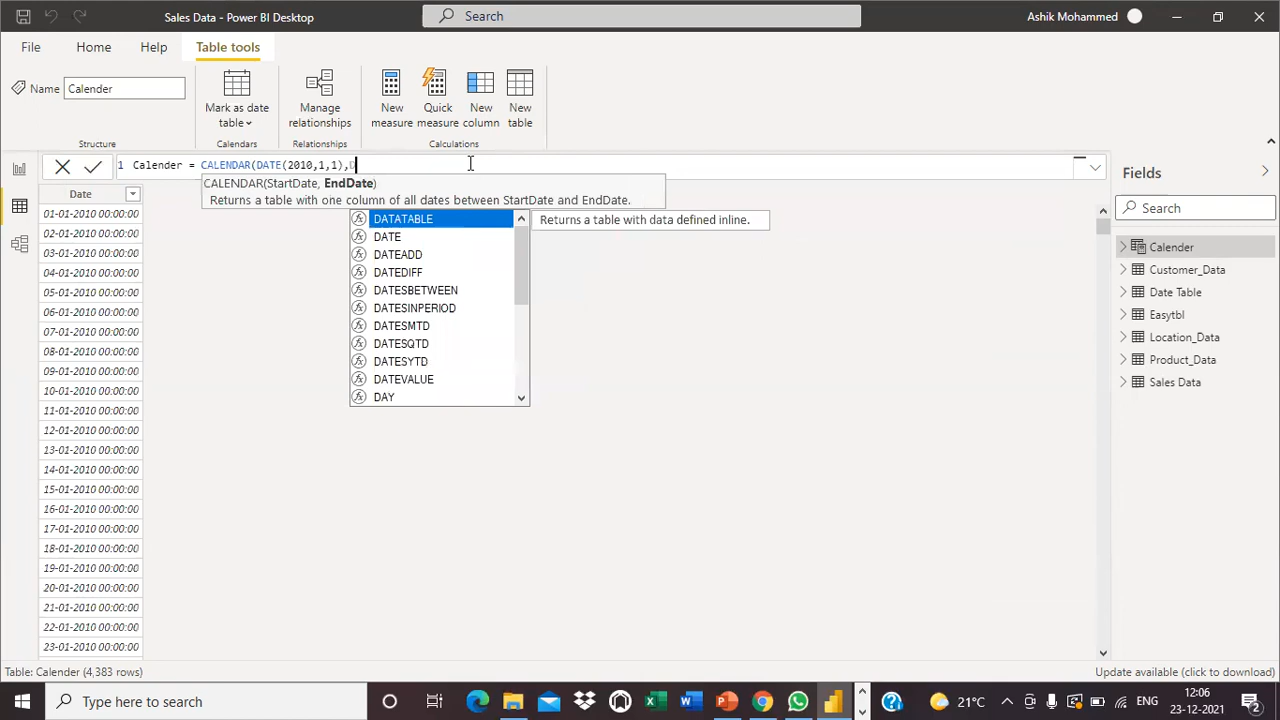 Sales Data - Power BI Desktop
Search
Ashik Mohammed
File
Home
Help
Table tools
Name
Calender
Mark as date table
Manage relationships
New measure
Quick measure
New column
New table
Structure
Calendars
Relationships
Calculations
1 Calender = CALENDAR(DATE(2010,1,1),D
CALENDAR(StartDate, EndDate)
Returns a table with one column of all dates between StartDate and EndDate.
DATATABLE
Returns a table with data defined inline.
DATE
DATEADD
DATEDIFF
DATESBETWEEN
DATESINPERIOD
DATESMTD
DATESQTD
DATESYTD
DATEVALUE
DAY
Date
01-01-2010 00:00:00
02-01-2010 00:00:00
03-01-2010 00:00:00
04-01-2010 00:00:00
05-01-2010 00:00:00
06-01-2010 00:00:00
07-01-2010 00:00:00
08-01-2010 00:00:00
09-01-2010 00:00:00
10-01-2010 00:00:00
11-01-2010 00:00:00
12-01-2010 00:00:00
13-01-2010 00:00:00
14-01-2010 00:00:00
15-01-2010 00:00:00
16-01-2010 00:00:00
17-01-2010 00:00:00
18-01-2010 00:00:00
19-01-2010 00:00:00
20-01-2010 00:00:00
21-01-2010 00:00:00
22-01-2010 00:00:00
23-01-2010 00:00:00
Fields
Search
Calender
Customer_Data
Date Table
Easytbl
Location_Data
Product_Data
Sales Data
Table: Calender (4,383 rows)
Update available (click to download)
Type here to search
21°C
ENG
12:06
23-12-2021
2